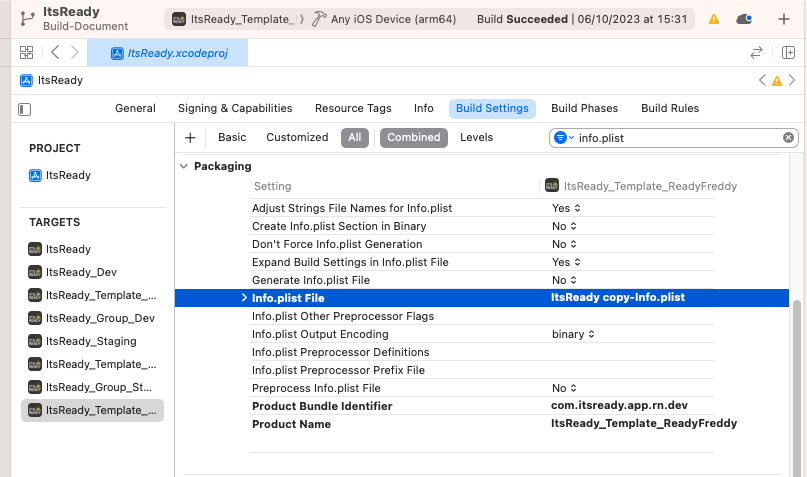 ItsReady
Build-Document
ItsReady_Template_ ⟩ Any iOS Device (arm64) Build Succeeded | 06/10/2023 at 15:31
ItsReady.xcodeproj
ItsReady
General Signing & Capabilities Resource Tags Info Build Settings Build Phases Build Rules
PROJECT
ItsReady
TARGETS
ItsReady
ItsReady_Dev
ItsReady_Template_...
ItsReady_Group_Dev
ItsReady_Staging
ItsReady_Template_...
ItsReady_Group_St...
ItsReady_Template_...
+ Basic Customized All Combined Levels info.plist
Packaging
Setting ItsReady_Template_ReadyFreddy
Adjust Strings File Names for Info.plist Yes
Create Info.plist Section in Binary No
Don't Force Info.plist Generation No
Expand Build Settings in Info.plist File Yes
Generate Info.plist File No
Info.plist File ItsReady copy-Info.plist
Info.plist Other Preprocessor Flags
Info.plist Output Encoding binary
Info.plist Preprocessor Definitions
Info.plist Preprocessor Prefix File
Preprocess Info.plist File No
Product Bundle Identifier com.itsready.app.rn.dev
Product Name ItsReady_Template_ReadyFreddy